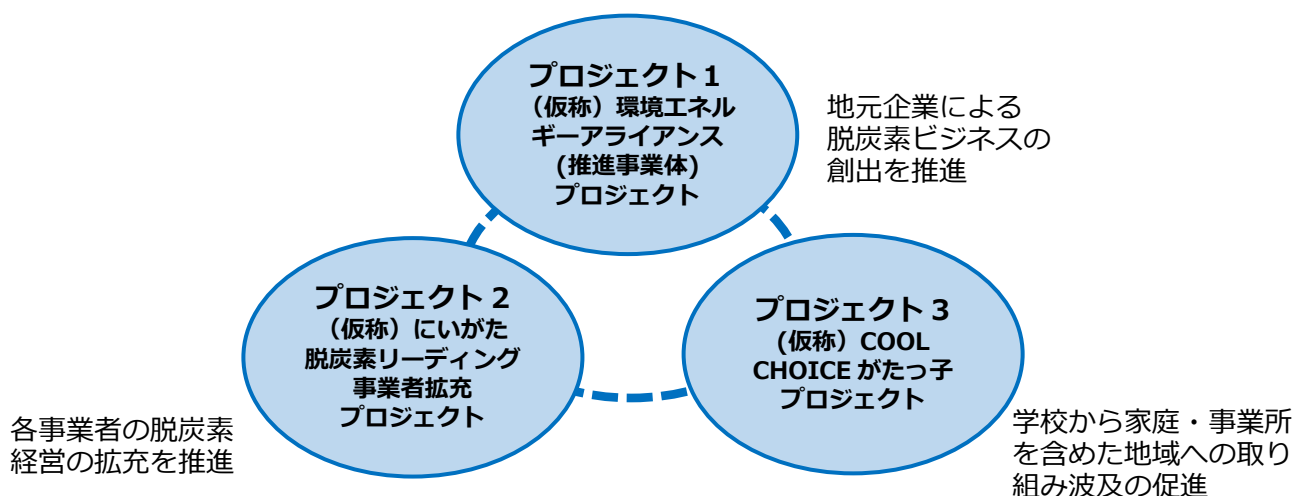 プロジェクト１
（仮称）環境エネル
ギーアライアンス
(推進事業体)
プロジェクト
地元企業による
脱炭素ビジネスの
創出を推進
プロジェクト２
（仮称）にいがた
脱炭素リーディング
事業者拡充
プロジェクト
各事業者の脱炭素
経営の拡充を推進
プロジェクト３
(仮称）COOL
CHOICE がたっ子
プロジェクト
学校から家庭・事業所
を含めた地域への取り
組み波及の促進